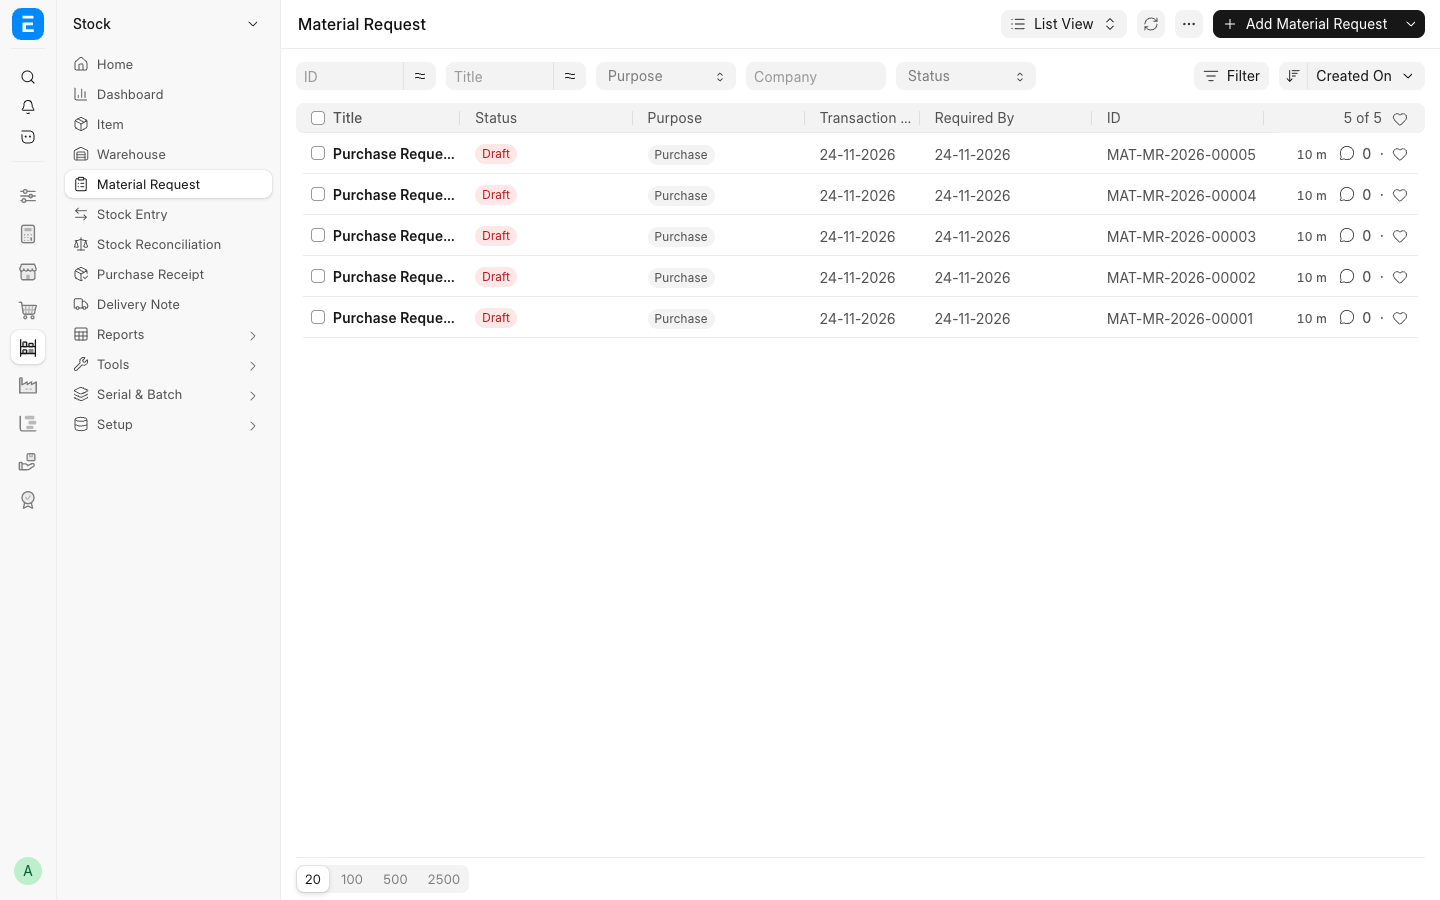 Stock
Home
Dashboard
Item
Warehouse
Material Request
Stock Entry
Stock Reconciliation
Purchase Receipt
Delivery Note
Reports
Tools
Serial & Batch
Setup
A
Material Request
List View
Add Material Request
ID
Title
Purpose
Company
Status
Filter
Created On
Title Status Purpose Transaction ... Required By ID 5 of 5
Purchase Reque... Draft Purchase 24-11-2026 24-11-2026 MAT-MR-2026-00005 10 m 0 ·
Purchase Reque... Draft Purchase 24-11-2026 24-11-2026 MAT-MR-2026-00004 10 m 0 ·
Purchase Reque... Draft Purchase 24-11-2026 24-11-2026 MAT-MR-2026-00003 10 m 0 ·
Purchase Reque... Draft Purchase 24-11-2026 24-11-2026 MAT-MR-2026-00002 10 m 0 ·
Purchase Reque... Draft Purchase 24-11-2026 24-11-2026 MAT-MR-2026-00001 10 m 0 ·
20 100 500 2500